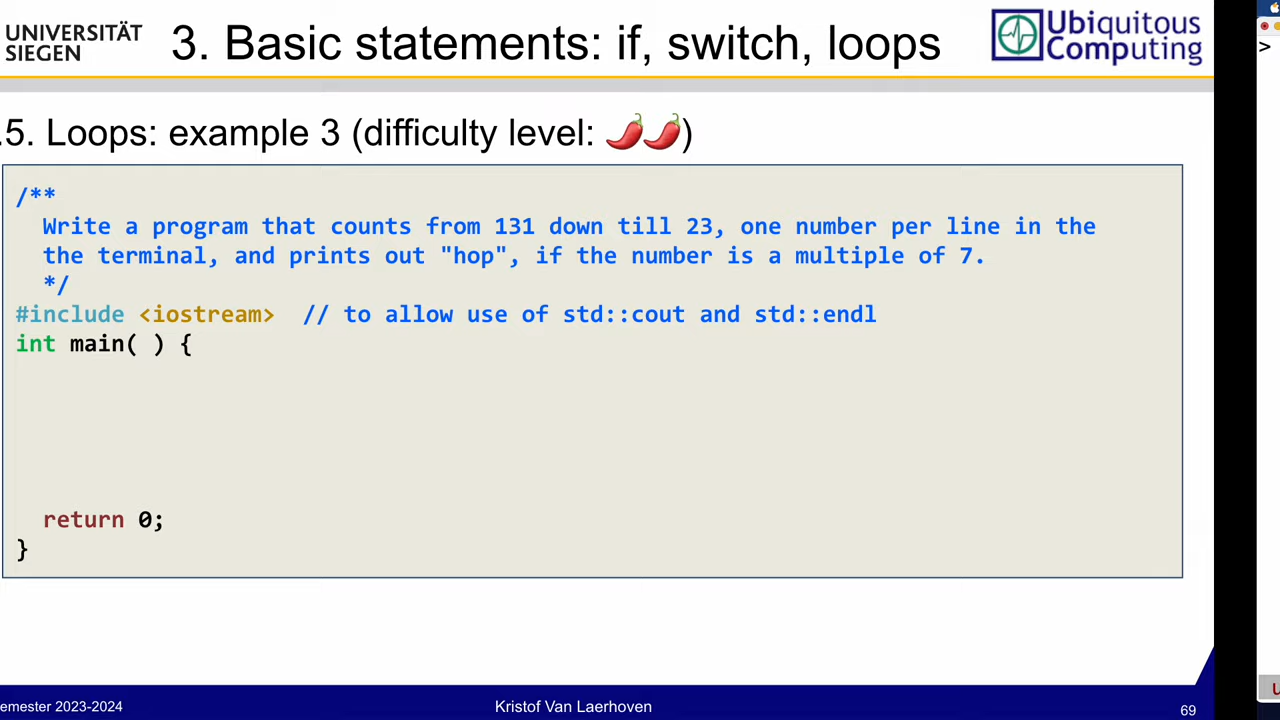 UNIVERSITÄT
SIEGEN
3. Basic statements: if, switch, loops
Ubiquitous
Computing
>
.5. Loops: example 3 (difficulty level: 🌶️🌶️)
/**
Write a program that counts from 131 down till 23, one number per line in the
the terminal, and prints out "hop", if the number is a multiple of 7.
*/
#include <iostream> // to allow use of std::cout and std::endl
int main( ) {
return 0;
}
emester 2023-2024
Kristof Van Laerhoven
69